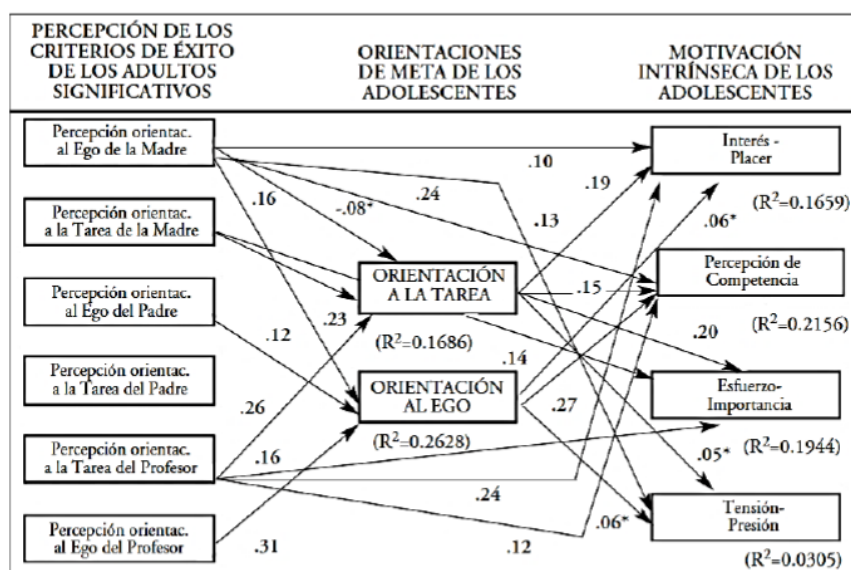 PERCEPCIÓN DE LOS
CRITERIOS DE ÉXITO
DE LOS ADULTOS
SIGNIFICATIVOS
ORIENTACIONES
DE META DE LOS
ADOLESCENTES
MOTIVACIÓN
INTRÍNSECA DE LOS
ADOLESCENTES
Percepción orientac.
al Ego de la Madre
Percepción orientac.
a la Tarea de la Madre
Percepción orientac.
al Ego del Padre
Percepción orientac.
a la Tarea del Padre
Percepción orientac.
a la Tarea del Profesor
Percepción orientac.
al Ego del Profesor
.16
-.08*
.24
.10
.19
.13
.06*
ORIENTACIÓN
A LA TAREA
(R²=0.1686)
.23
.12
.15
.14
.20
ORIENTACIÓN
AL EGO
(R²=0.2628)
.26
.16
.27
.24
.05*
.06*
.31
.12
Interés -
Placer
(R²=0.1659)
Percepción de
Competencia
(R²=0.2156)
Esfuerzo-
Importancia
(R²=0.1944)
Tensión-
Presión
(R²=0.0305)